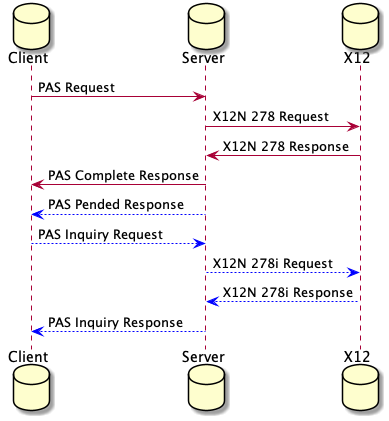 Client
Server
X12
PAS Request
X12N 278 Request
X12N 278 Response
PAS Complete Response
PAS Pended Response
PAS Inquiry Request
X12N 278i Request
X12N 278i Response
PAS Inquiry Response
Client
Server
X12